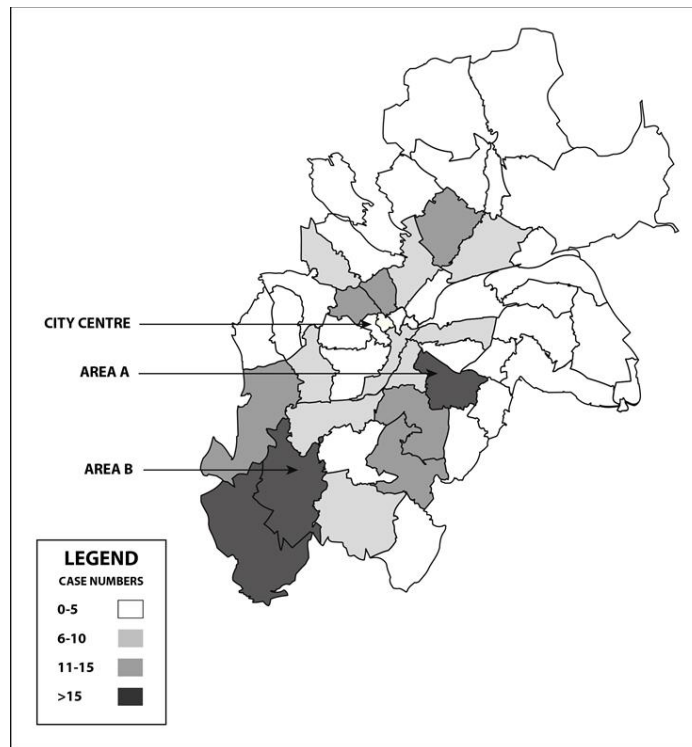 CITY CENTRE
AREA A
AREA B
LEGEND
CASE NUMBERS
0-5
6-10
11-15
>15